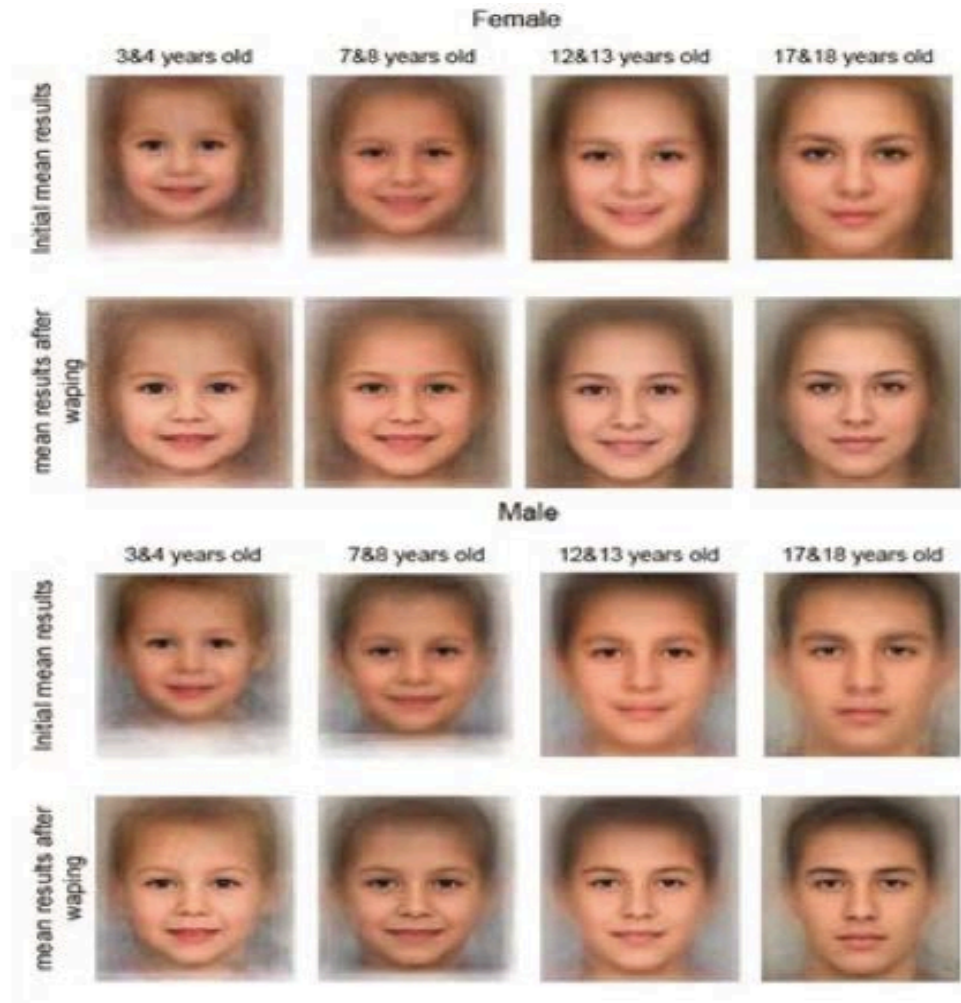 Female
3&4 years old 7&8 years old 12&13 years old 17&18 years old
Initial mean results
mean results after
waping
Male
3&4 years old 7&8 years old 12&13 years old 17&18 years old
Initial mean results
mean results after
waping